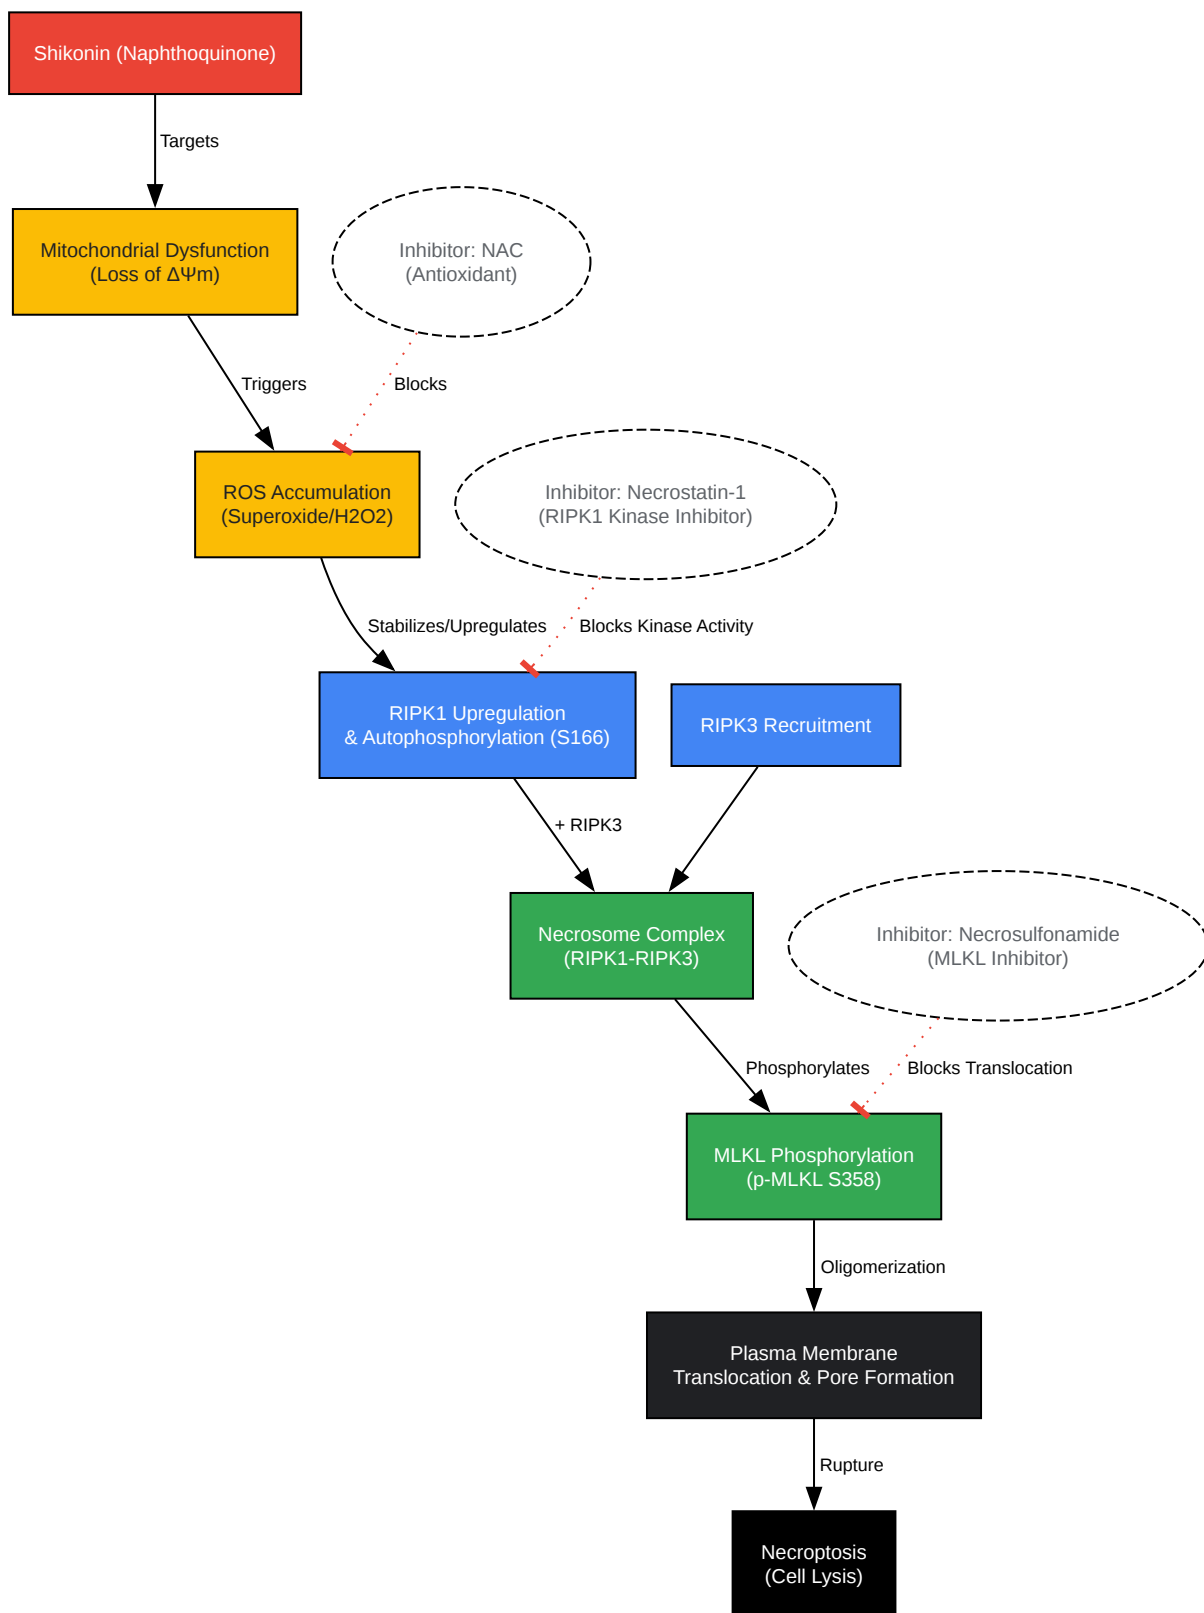 Shikonin (Naphthoquinone)
Targets
Mitochondrial Dysfunction
(Loss of ΔΨm)
Inhibitor: NAC
(Antioxidant)
Triggers
Blocks
ROS Accumulation
(Superoxide/H2O2)
Inhibitor: Necrostatin-1
(RIPK1 Kinase Inhibitor)
Stabilizes/Upregulates
Blocks Kinase Activity
RIPK1 Upregulation
& Autophosphorylation (S166)
RIPK3 Recruitment
+ RIPK3
Necrosome Complex
(RIPK1-RIPK3)
Inhibitor: Necrosulfonamide
(MLKL Inhibitor)
Phosphorylates
Blocks Translocation
MLKL Phosphorylation
(p-MLKL S358)
Oligomerization
Plasma Membrane
Translocation & Pore Formation
Rupture
Necroptosis
(Cell Lysis)